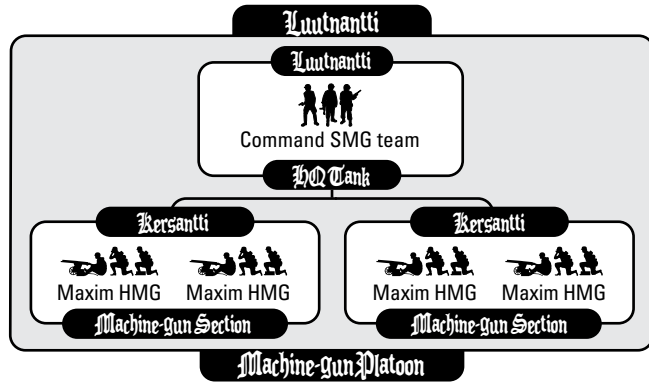 Luutnantti
Luutnantti
Command SMG team
HQ Tank
Kersantti
Kersantti
Maxim HMG Maxim HMG Maxim HMG Maxim HMG
Machine-gun Section Machine-gun Section
Machine-gun Platoon